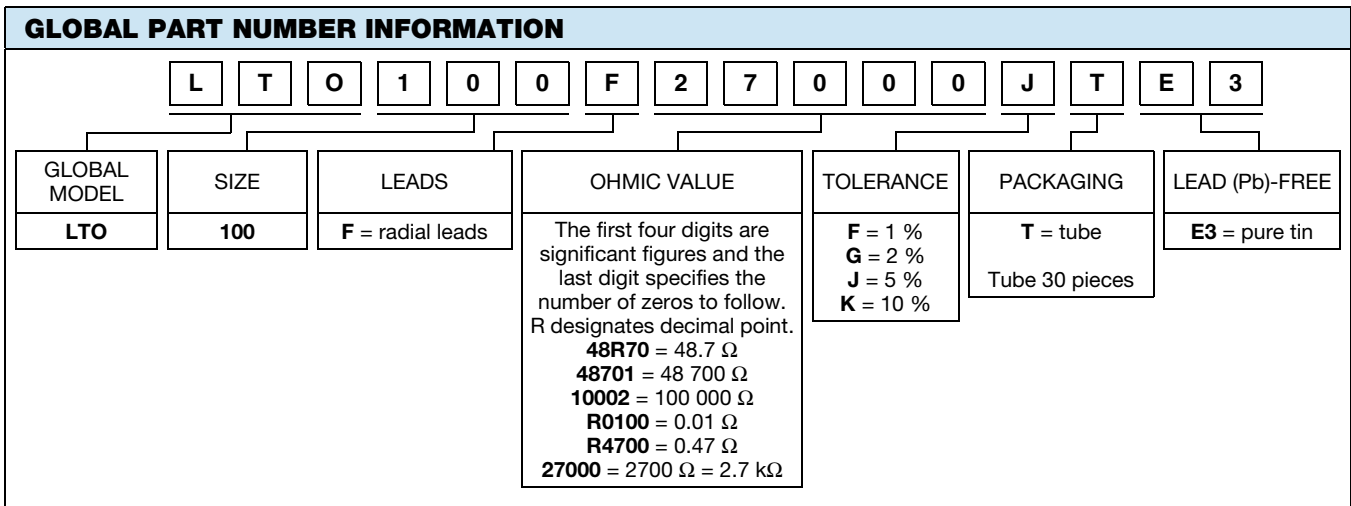 GLOBAL PART NUMBER INFORMATION
L T O 1 0 0 F 2 7 0 0 0 J T E 3
GLOBAL
MODEL
LTO
SIZE
100
LEADS
F = radial leads
OHMIC VALUE
The first four digits are
significant figures and the
last digit specifies the
number of zeros to follow.
R designates decimal point.
48R70 = 48.7 Ω
48701 = 48 700 Ω
10002 = 100 000 Ω
R0100 = 0.01 Ω
R4700 = 0.47 Ω
27000 = 2700 Ω = 2.7 kΩ
TOLERANCE
F = 1 %
G = 2 %
J = 5 %
K = 10 %
PACKAGING
T = tube
Tube 30 pieces
LEAD (Pb)-FREE
E3 = pure tin